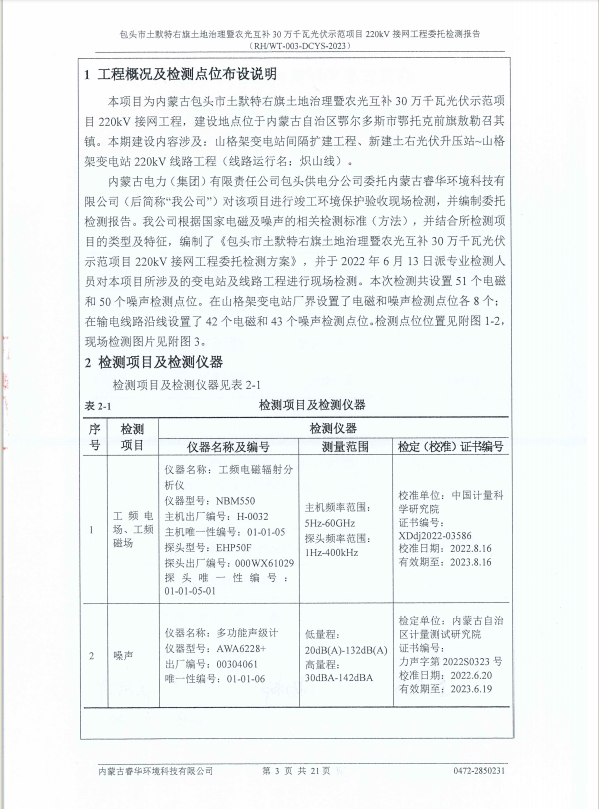 包头市土默特右旗土地治理暨农光互补 30 万千瓦光伏示范项目 220kV 接网工程委托检测报告
（RH/WT-003-DCYS-2023）
1 工程概况及检测点位布设说明
本项目为内蒙古包头市土默特右旗土地治理暨农光互补 30 万千瓦光伏示范项
目 220kV 接网工程，建设地点位于内蒙古自治区鄂尔多斯市鄂托克前旗敖勒召其
镇。本期建设内容涉及：山格架变电站间隔扩建工程、新建土右光伏升压站~山格
架变电站 220kV 线路工程（线路运行名：炽山线）。
内蒙古电力（集团）有限责任公司包头供电分公司委托内蒙古睿华环境科技有
限公司（后简称“我公司”）对该项目进行竣工环境保护验收现场检测，并编制委托
检测报告。我公司根据国家电磁及噪声的相关检测标准（方法），并结合所检测项
目的类型及特征，编制了《包头市土默特右旗土地治理暨农光互补 30 万千瓦光伏
示范项目 220kV 接网工程委托检测方案》，并于 2022 年 6 月 13 日派专业检测人
员对本项目所涉及的变电站及线路工程进行现场检测。本次检测共设置 51 个电磁
和 50 个噪声检测点位。在山格架变电站厂界设置了电磁和噪声检测点位各 8 个；
在输电线路沿线设置了 42 个电磁和 43 个噪声检测点位。检测点位位置见附图 1-2，
现场检测图片见附图 3。
2 检测项目及检测仪器
检测项目及检测仪器见表 2-1
表 2-1 检测项目及检测仪器
序号 检测项目 检测仪器
仪器名称及编号 测量范围 检定（校准）证书编号
1
工频电
场、工频
磁场
仪器名称：工频电磁辐射分
析仪
仪器型号：NBM550
主机出厂编号：H-0032
主机唯一性编号：01-01-05
探头型号：EHP50F
探头出厂编号：000WX61029
探头唯一性编号：
01-01-05-01
主机频率范围：
5Hz-60GHz
探头频率范围：
1Hz-400kHz
校准单位：中国计量科
学研究院
证书编号：
XDdj2022-03586
校准日期：2022.8.16
有效期至：2023.8.16
2
噪声
仪器名称：多功能声级计
仪器型号：AWA6228+
出厂编号：00304061
唯一性编号：01-01-06
低量程：
20dB(A)-132dB(A)
高量程：
30dBA-142dBA
检定单位：内蒙古自治
区计量测试研究院
证书编号：
力声字第 2022S0323 号
校准日期：2022.6.20
有效期至：2023.6.19
内蒙古睿华环境科技有限公司 第 3 页 共 21 页 0472-2850231